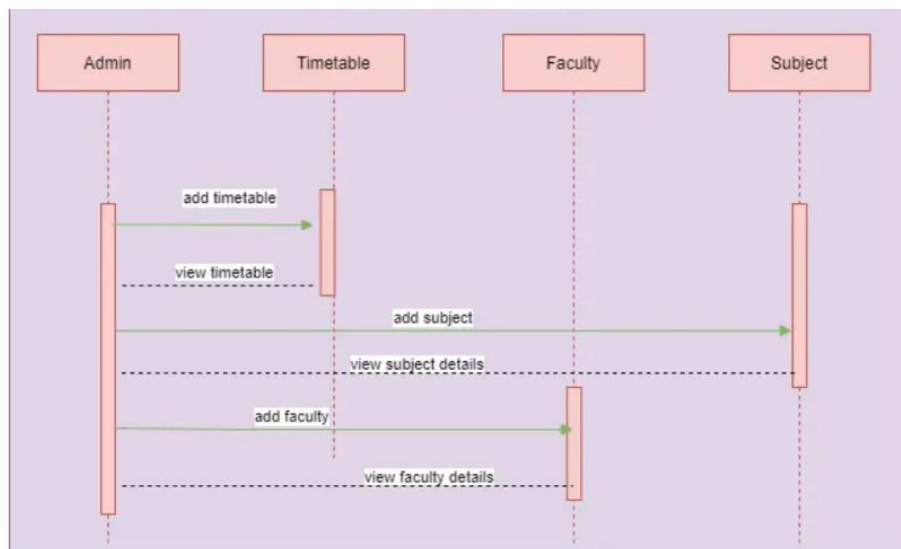 Admin
Timetable
Faculty
Subject
add timetable
view timetable
add subject
view subject details
add faculty
view faculty details